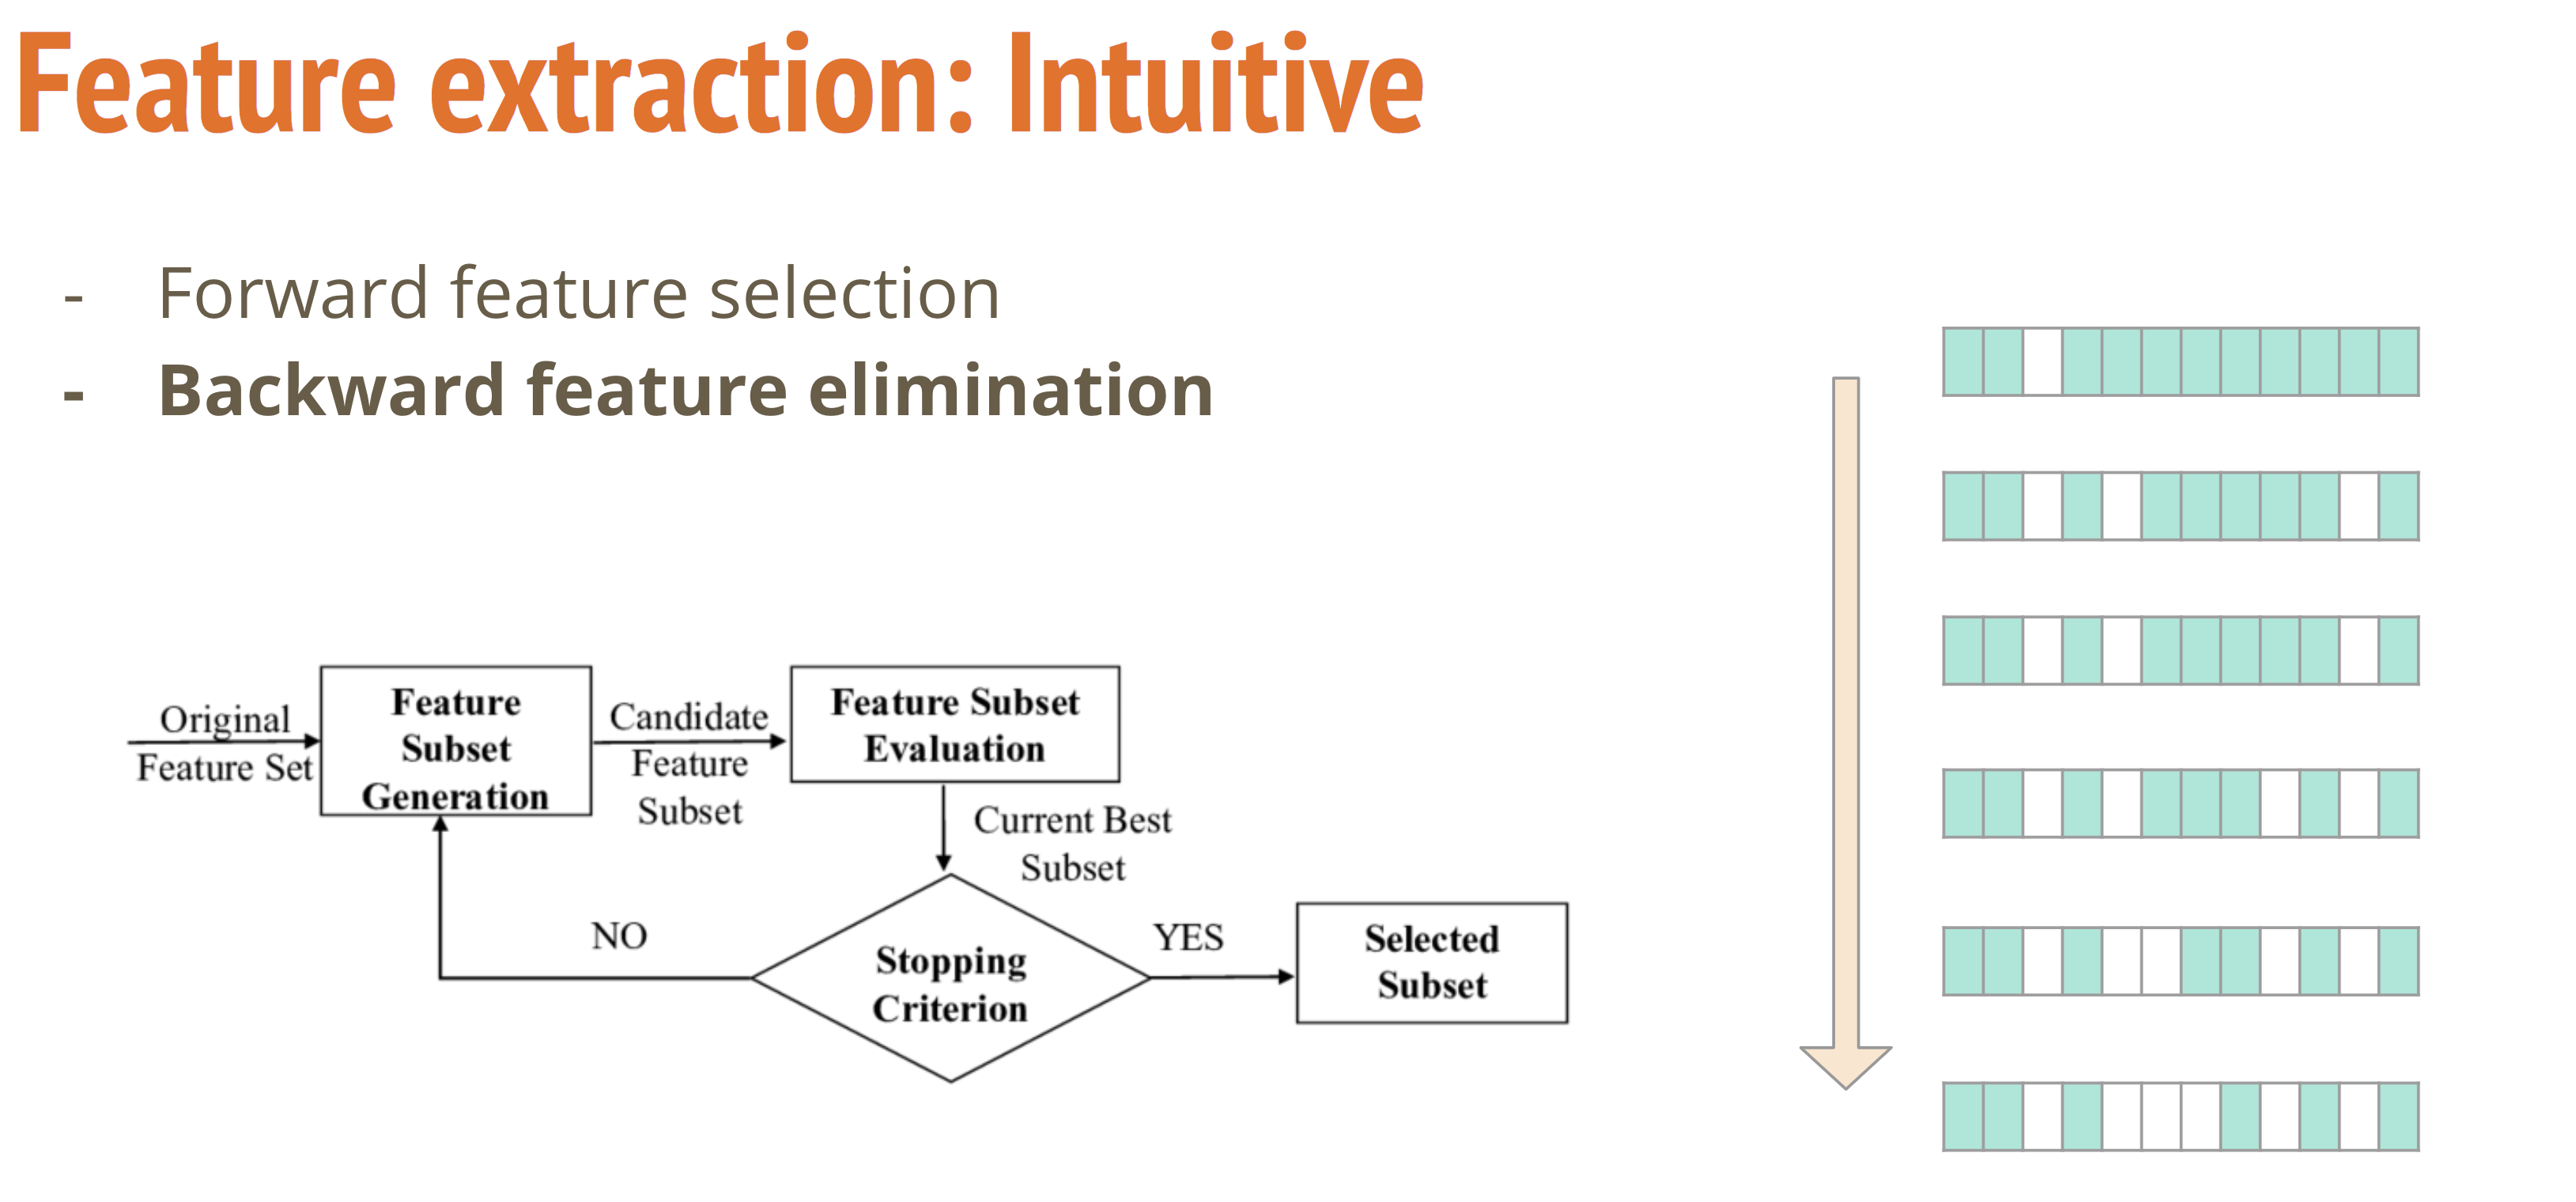 Feature extraction: Intuitive
- Forward feature selection
- Backward feature elimination
Original
Feature Set
Feature
Subset
Generation
Candidate
Feature
Subset
Feature Subset
Evaluation
Current Best
Subset
NO
Stopping
Criterion
YES
Selected
Subset